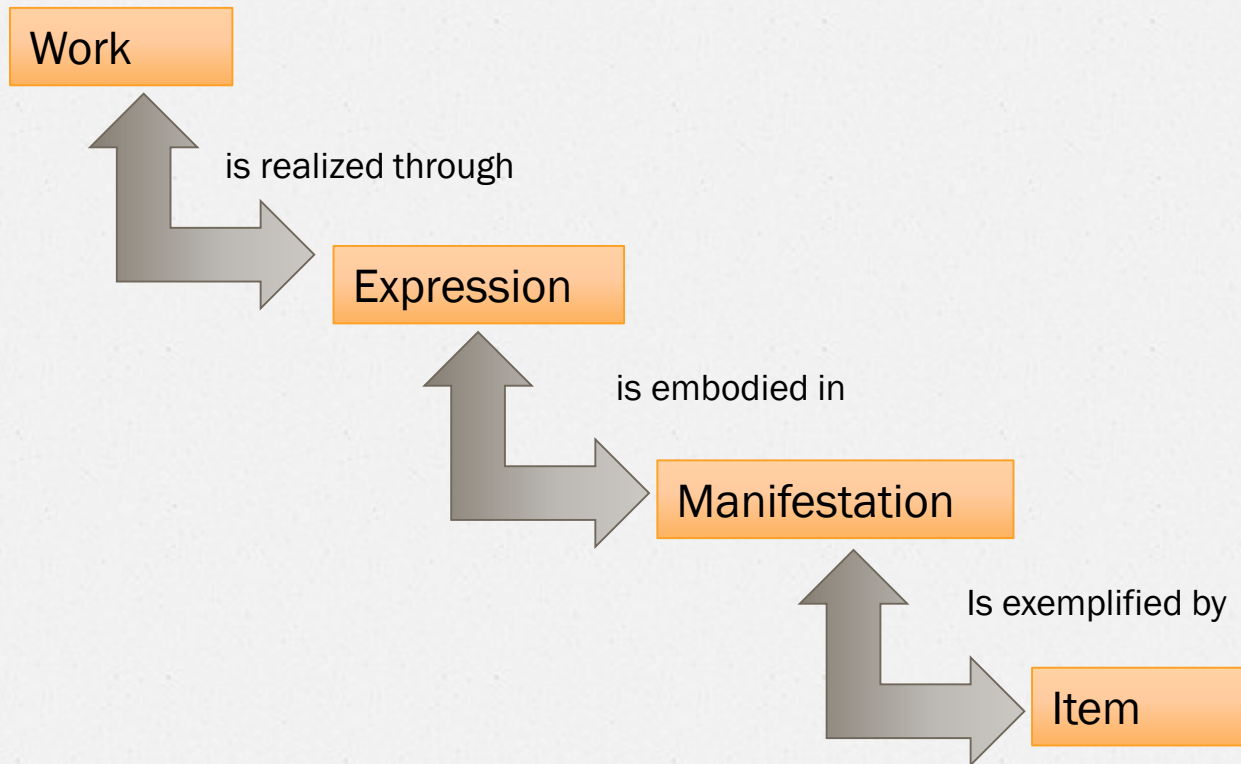 Work
is realized through
Expression
is embodied in
Manifestation
Is exemplified by
Item